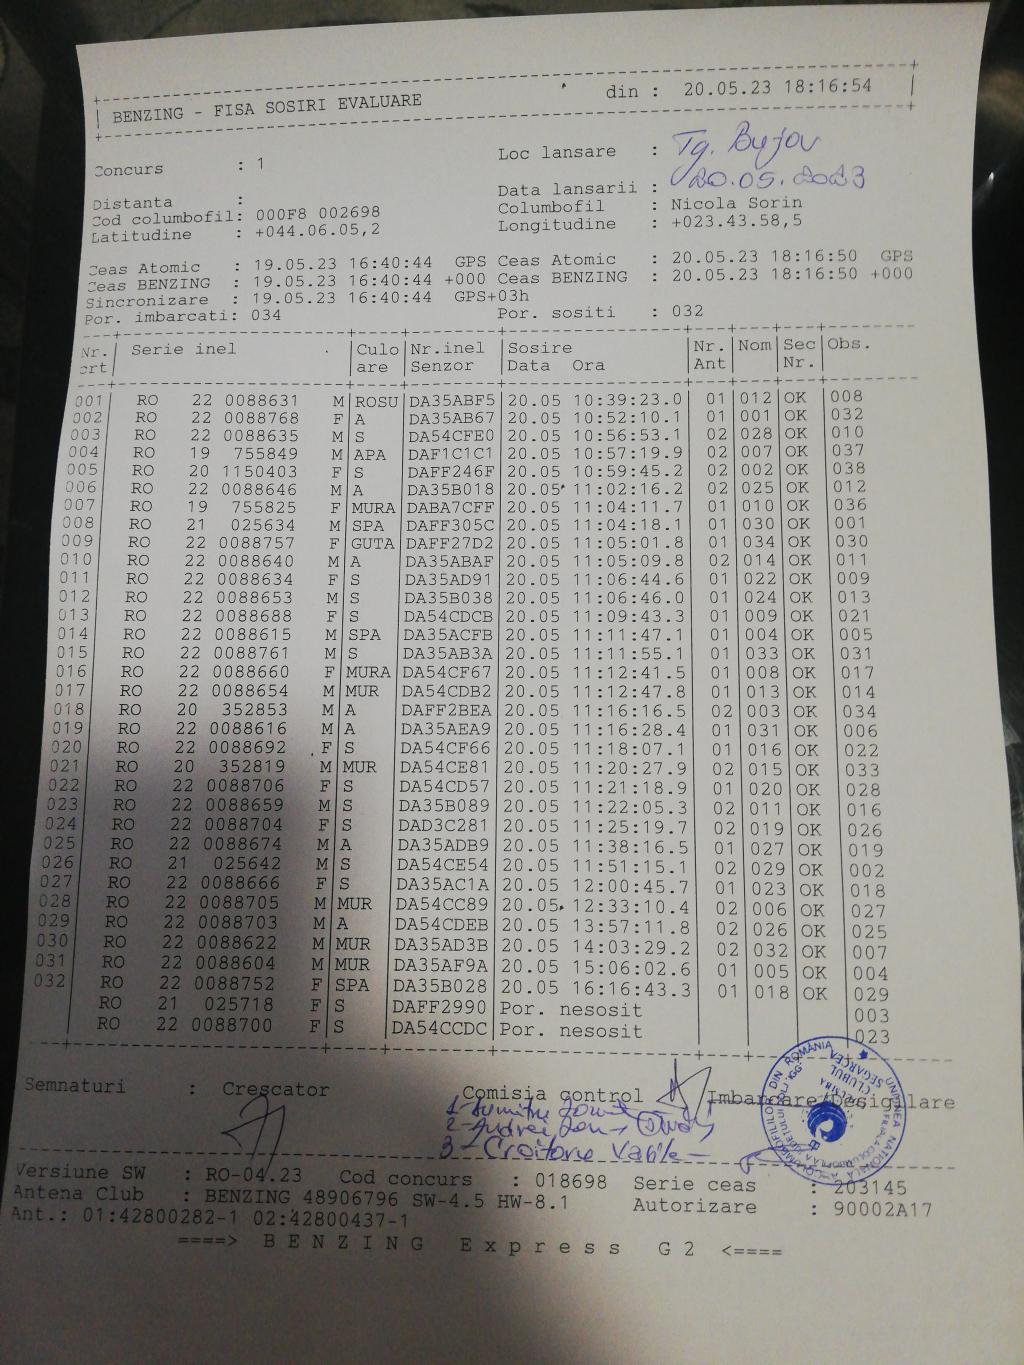 BENZING - FISA SOSIRI EVALUARE din : 20.05.23 18:16:54
Concurs : 1 Loc lansare : Tg. Bujov
Distanta : Data lansarii : 20.05.2023
Cod columbofil: 000F8 002698 Columbofil : Nicola Sorin
Latitudine : +044.06.05,2 Longitudine : +023.43.58,5
Ceas Atomic : 19.05.23 16:40:44 GPS Ceas Atomic : 20.05.23 18:16:50 GPS
Ceas BENZING : 19.05.23 16:40:44 +000 Ceas BENZING : 20.05.23 18:16:50 +000
Sincronizare : 19.05.23 16:40:44 GPS+03h
Por. imbarcati: 034 Por. sositi : 032
Nr. Serie inel Culo Nr.inel Sosire Nr. Nom Sec Obs.
crt are Senzor Data Ora Ant Nr.
001 RO 22 0088631 M ROSU DA35ABF5 20.05 10:39:23.0 01 012 OK 008
002 RO 22 0088768 F A DA35AB67 20.05 10:52:10.1 01 001 OK 032
003 RO 22 0088635 M S DA54CFE0 20.05 10:56:53.1 02 028 OK 010
004 RO 19 755849 M APA DAF1C1C1 20.05 10:57:19.9 02 007 OK 037
005 RO 20 1150403 F S DAFF246F 20.05 10:59:45.2 02 002 OK 038
006 RO 22 0088646 M A DA35B018 20.05 11:02:16.2 02 025 OK 012
007 RO 19 755825 F MURA DABA7CFF 20.05 11:04:11.7 01 010 OK 036
008 RO 21 025634 M SPA DAFF305C 20.05 11:04:18.1 01 030 OK 001
009 RO 22 0088757 F GUTA DAFF27D2 20.05 11:05:01.8 01 034 OK 030
010 RO 22 0088640 M A DA35ABAF 20.05 11:05:09.8 02 014 OK 011
011 RO 22 0088634 F S DA35AD91 20.05 11:06:44.6 01 022 OK 009
012 RO 22 0088653 M S DA35B038 20.05 11:06:46.0 01 024 OK 013
013 RO 22 0088688 F S DA54CDCB 20.05 11:09:43.3 01 009 OK 021
014 RO 22 0088615 M SPA DA35ACFB 20.05 11:11:47.1 01 004 OK 005
015 RO 22 0088761 M S DA35AB3A 20.05 11:11:55.1 01 033 OK 031
016 RO 22 0088660 F MURA DA54CF67 20.05 11:12:41.5 01 008 OK 017
017 RO 22 0088654 M MUR DA54CDB2 20.05 11:12:47.8 01 013 OK 014
018 RO 20 352853 M A DAFF2BEA 20.05 11:16:16.5 02 003 OK 034
019 RO 22 0088616 M A DA35AEA9 20.05 11:16:28.4 01 031 OK 006
020 RO 22 0088692 F S DA54CF66 20.05 11:18:07.1 01 016 OK 022
021 RO 20 352819 M MUR DA54CE81 20.05 11:20:27.9 02 015 OK 033
022 RO 22 0088706 F S DA54CD57 20.05 11:21:18.9 01 020 OK 028
023 RO 22 0088659 M S DA35B089 20.05 11:22:05.3 02 011 OK 016
024 RO 22 0088704 F S DAD3C281 20.05 11:25:19.7 02 019 OK 026
025 RO 22 0088674 M A DA35ADB9 20.05 11:38:16.5 01 027 OK 019
026 RO 21 025642 M S DA54CE54 20.05 11:51:15.1 02 029 OK 002
027 RO 22 0088666 F S DA35AC1A 20.05 12:00:45.7 01 023 OK 018
028 RO 22 0088705 M MUR DA54CC89 20.05 12:33:10.4 02 006 OK 027
029 RO 22 0088703 M A DA54CDEB 20.05 13:57:11.8 02 026 OK 025
030 RO 22 0088622 M MUR DA35AD3B 20.05 14:03:29.2 02 032 OK 007
031 RO 22 0088604 M MUR DA35AF9A 20.05 15:06:02.6 01 005 OK 004
032 RO 22 0088752 F SPA DA35B028 20.05 16:16:43.3 01 018 OK 029
RO 21 025718 F S DAFF2990 Por. nesosit 003
RO 22 0088700 F S DA54CCDC Por. nesosit 023
Semnaturi : Crescator Comisia control Imbarcare/Desigilare
3 - Croitoru Vasile
UNIUNEA NATIONALA DIN ROMÂNIA
CLUBUL
SEGARCEA
Versiune SW : RO-04.23 Cod concurs : 018698 Serie ceas : 203145
Antena Club : BENZING 48906796 SW-4.5 HW-8.1 Autorizare : 90002A17
Ant.: 01:42800282-1 02:42800437-1
====> BENZING Express G2 <====